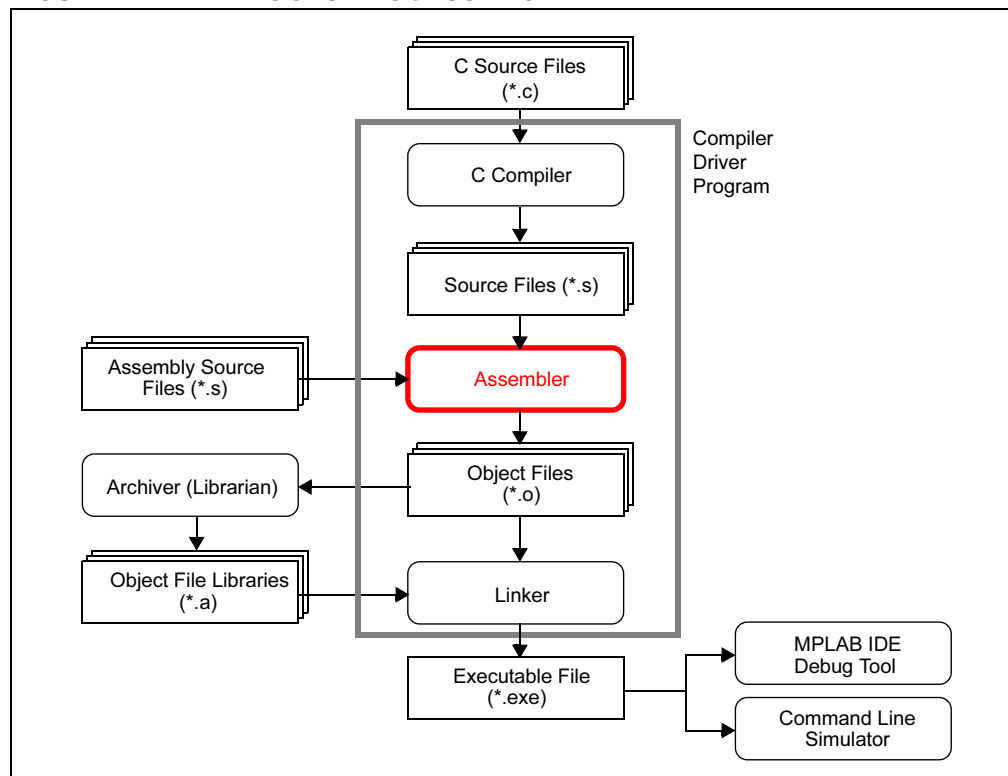 C Source Files
(*.c)
Compiler
Driver
Program
C Compiler
Source Files (*.s)
Assembly Source
Files (*.s)
Assembler
Archiver (Librarian)
Object Files
(*.o)
Object File Libraries
(*.a)
Linker
Executable File
(*.exe)
MPLAB IDE
Debug Tool
Command Line
Simulator